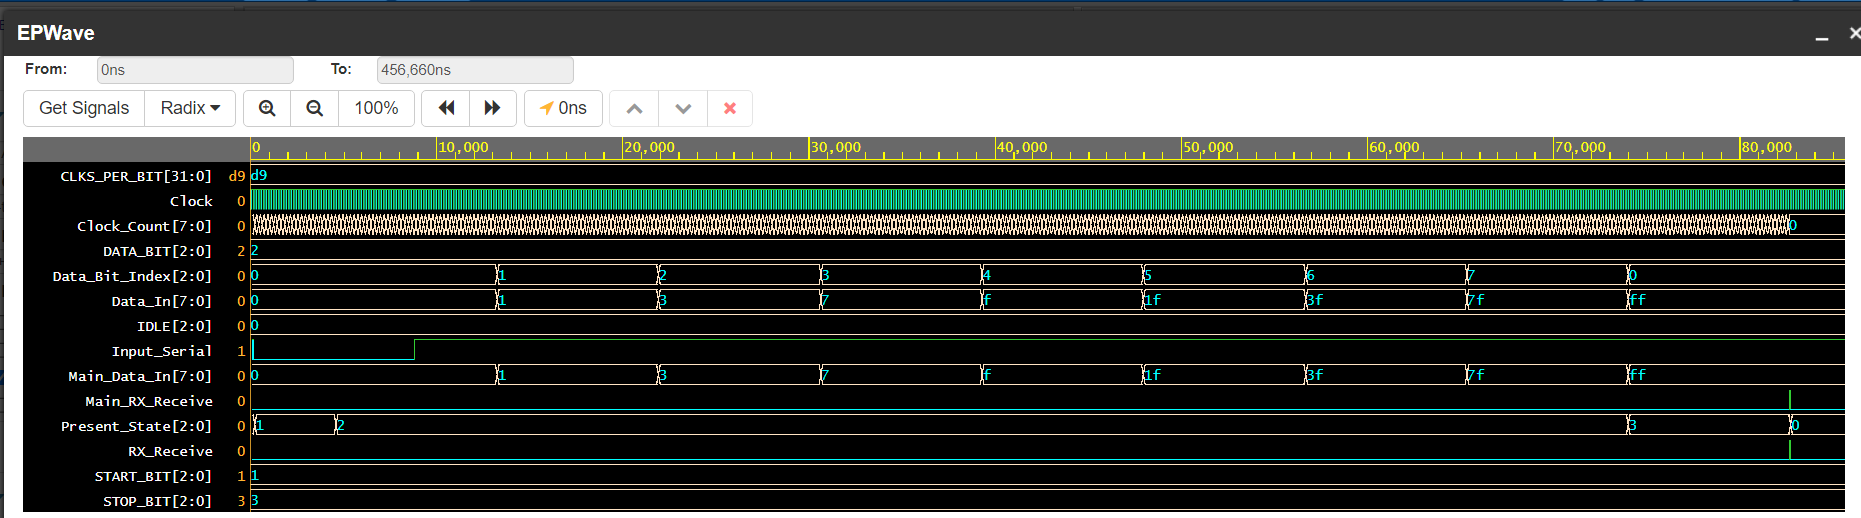 EPWave
From: 0ns To: 456,660ns
Get Signals Radix 100% 0ns
0 10,000 20,000 30,000 40,000 50,000 60,000 70,000 80,000
CLKS_PER_BIT[31:0] d9 d9
Clock 0
Clock_Count[7:0] 0 0
DATA_BIT[2:0] 2 2
Data_Bit_Index[2:0] 0 0 1 2 3 4 5 6 7 0
Data_In[7:0] 0 0 1 3 7 f 1f 3f 7f ff
IDLE[2:0] 0 0
Input_Serial 1
Main_Data_In[7:0] 0 0 1 3 7 f 1f 3f 7f ff
Main_RX_Receive 0
Present_State[2:0] 0 1 2 3 0
RX_Receive 0
START_BIT[2:0] 1 1
STOP_BIT[2:0] 3 3